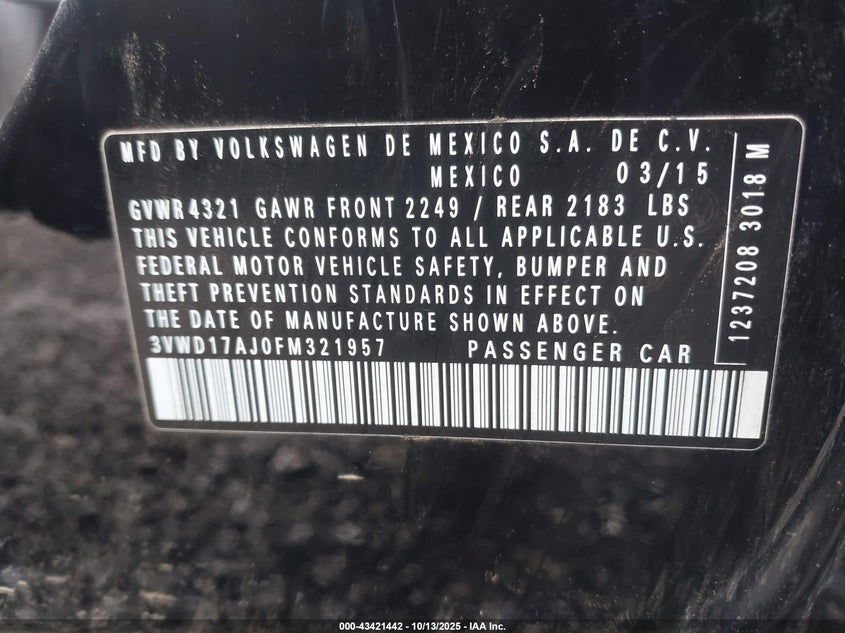 MFD BY VOLKSWAGEN DE MEXICO S.A. DE C.V.
MEXICO 03/15
GVWR4321 GAWR FRONT 2249 / REAR 2183 LBS
THIS VEHICLE CONFORMS TO ALL APPLICABLE U.S.
FEDERAL MOTOR VEHICLE SAFETY, BUMPER AND
THEFT PREVENTION STANDARDS IN EFFECT ON
THE DATE OF MANUFACTURE SHOWN ABOVE.
3VWD17AJ0FM321957 PASSENGER CAR
1237208 3018 M
000-43421442 - 10/13/2025 - IAA Inc.